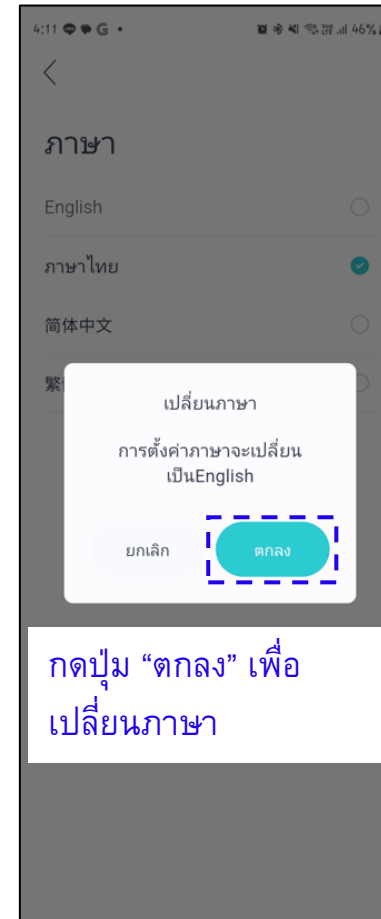 4:11 G • 46%
ภาษา
English
ภาษาไทย
简体中文
繁
เปลี่ยนภาษา
การตั้งค่าภาษาจะเปลี่ยน
เป็นEnglish
ยกเลิก ตกลง
กดปุ่ม “ตกลง” เพื่อ
เปลี่ยนภาษา